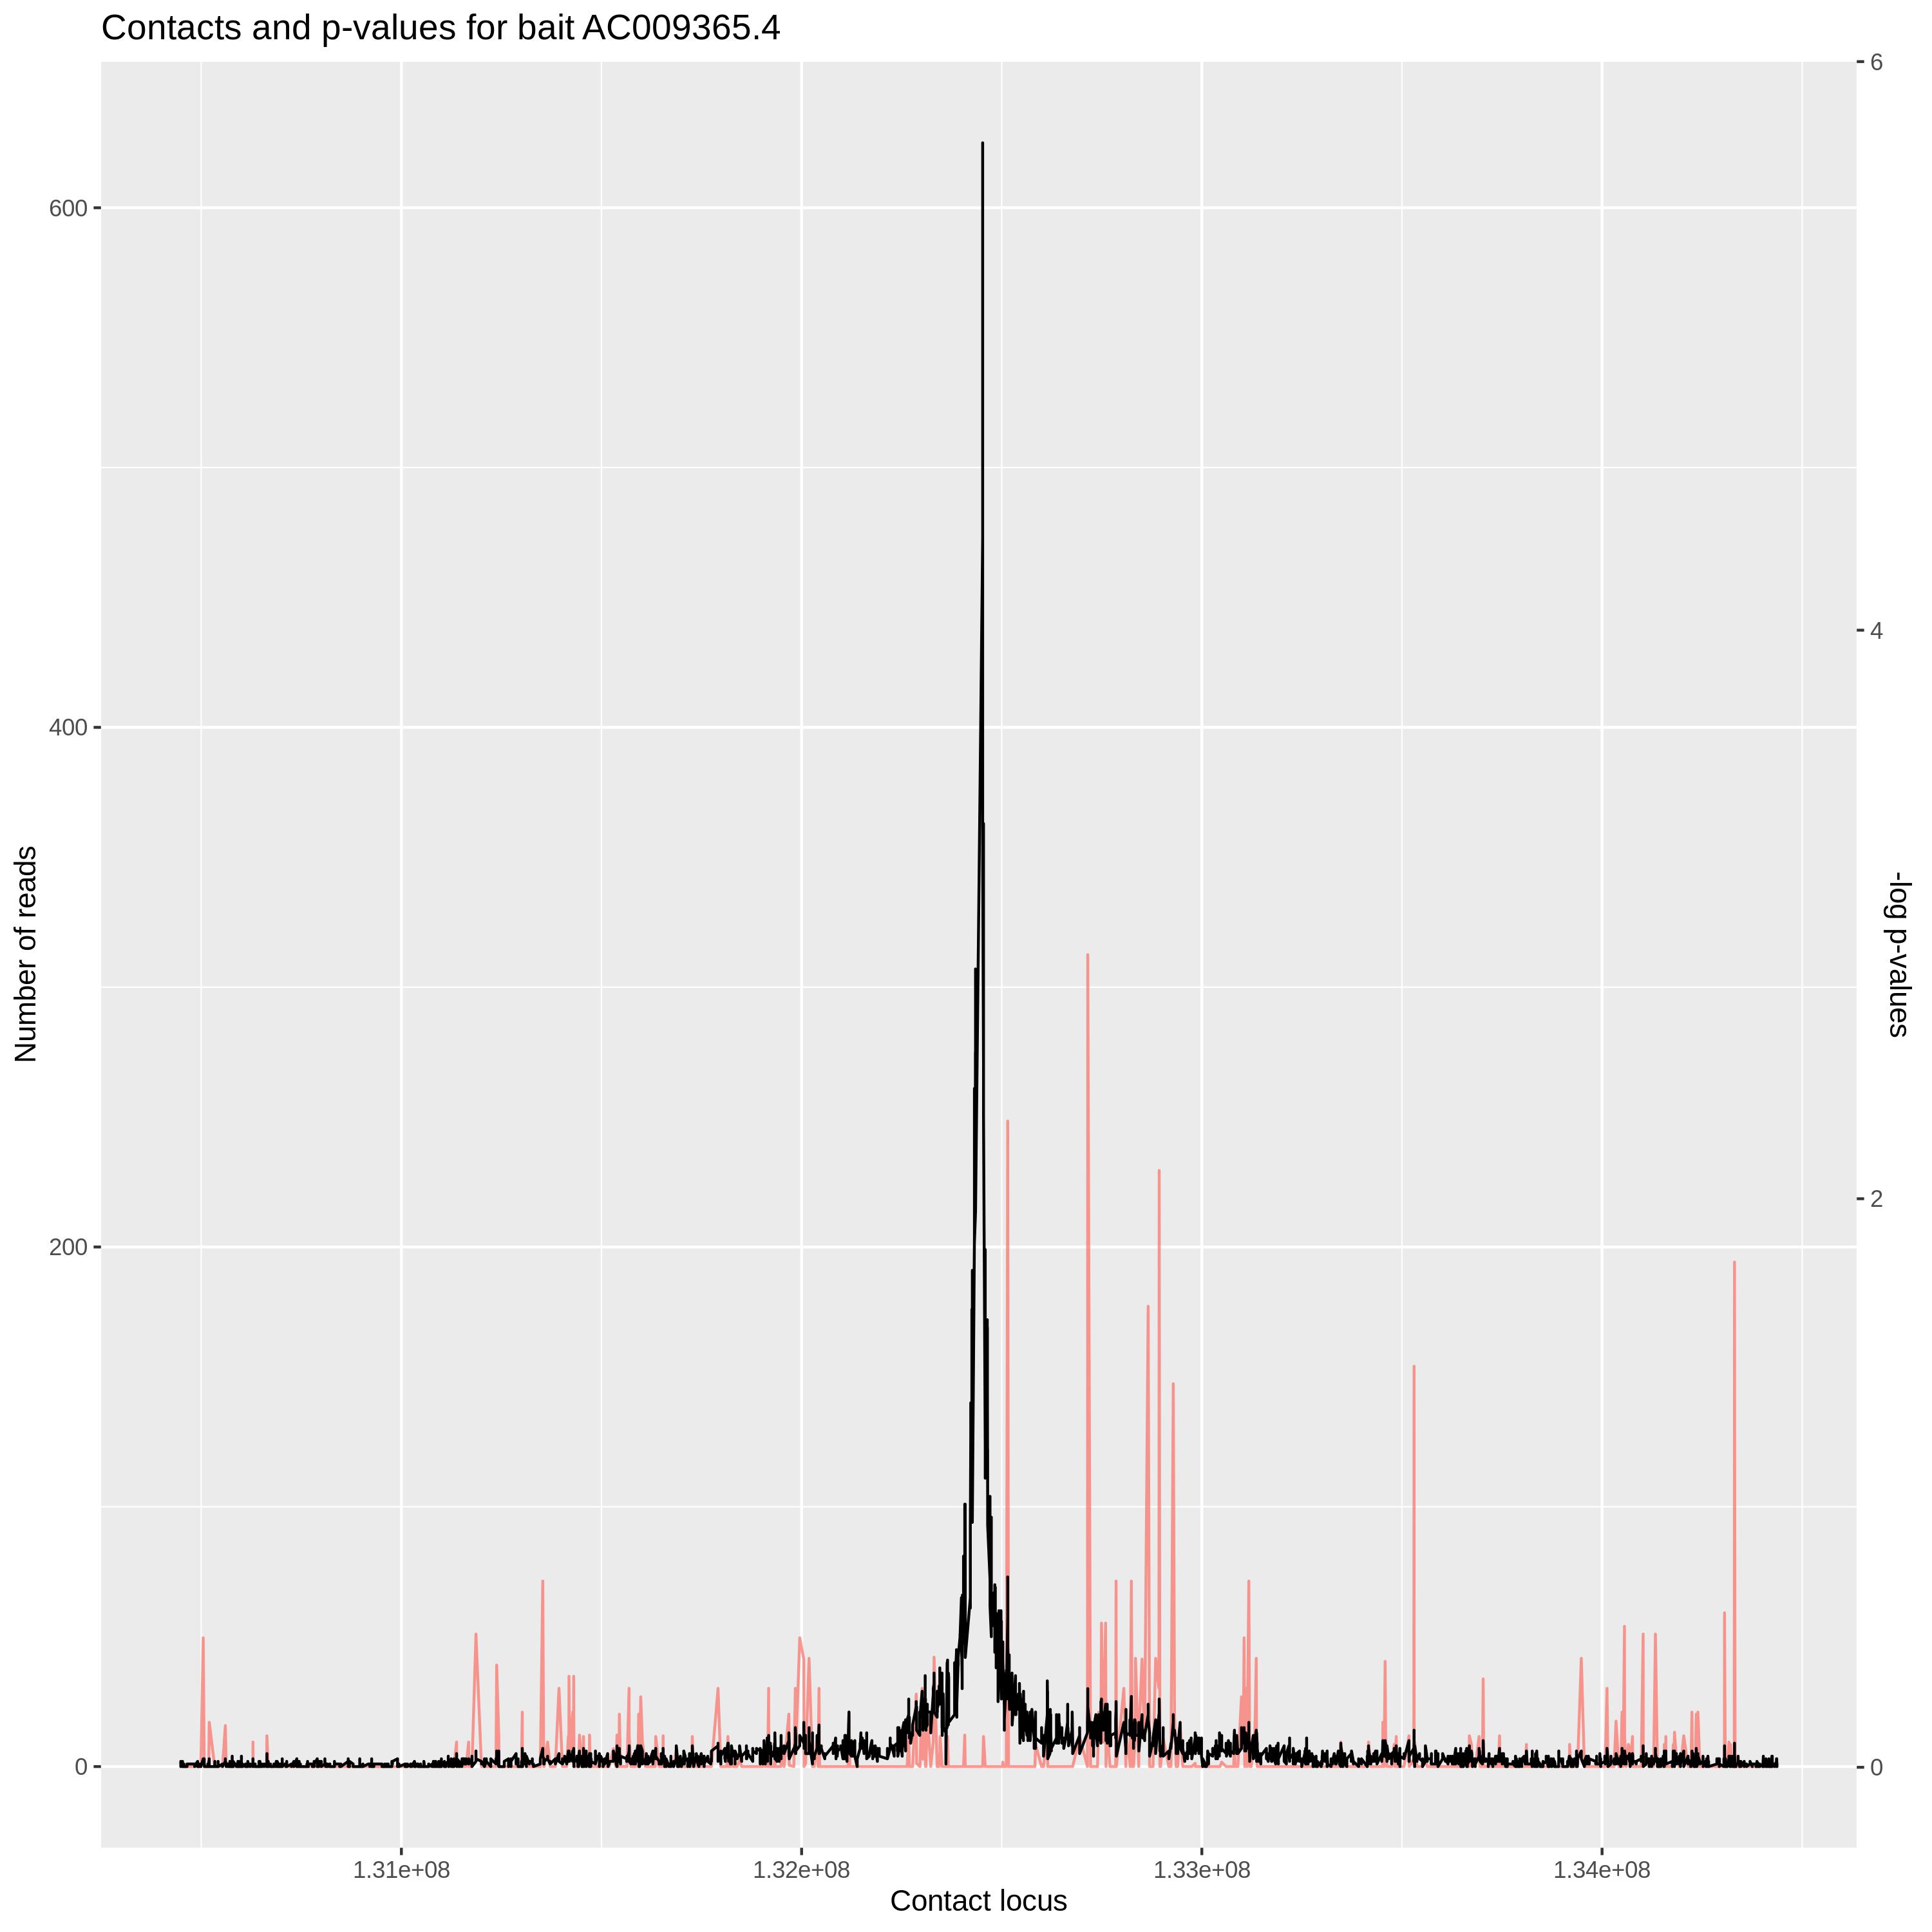 Contacts and p-values for bait AC009365.4
6
600
4
400
Number of reads
-log p-values
2
200
0
0
1.31e+08
1.32e+08
1.33e+08
1.34e+08
Contact locus